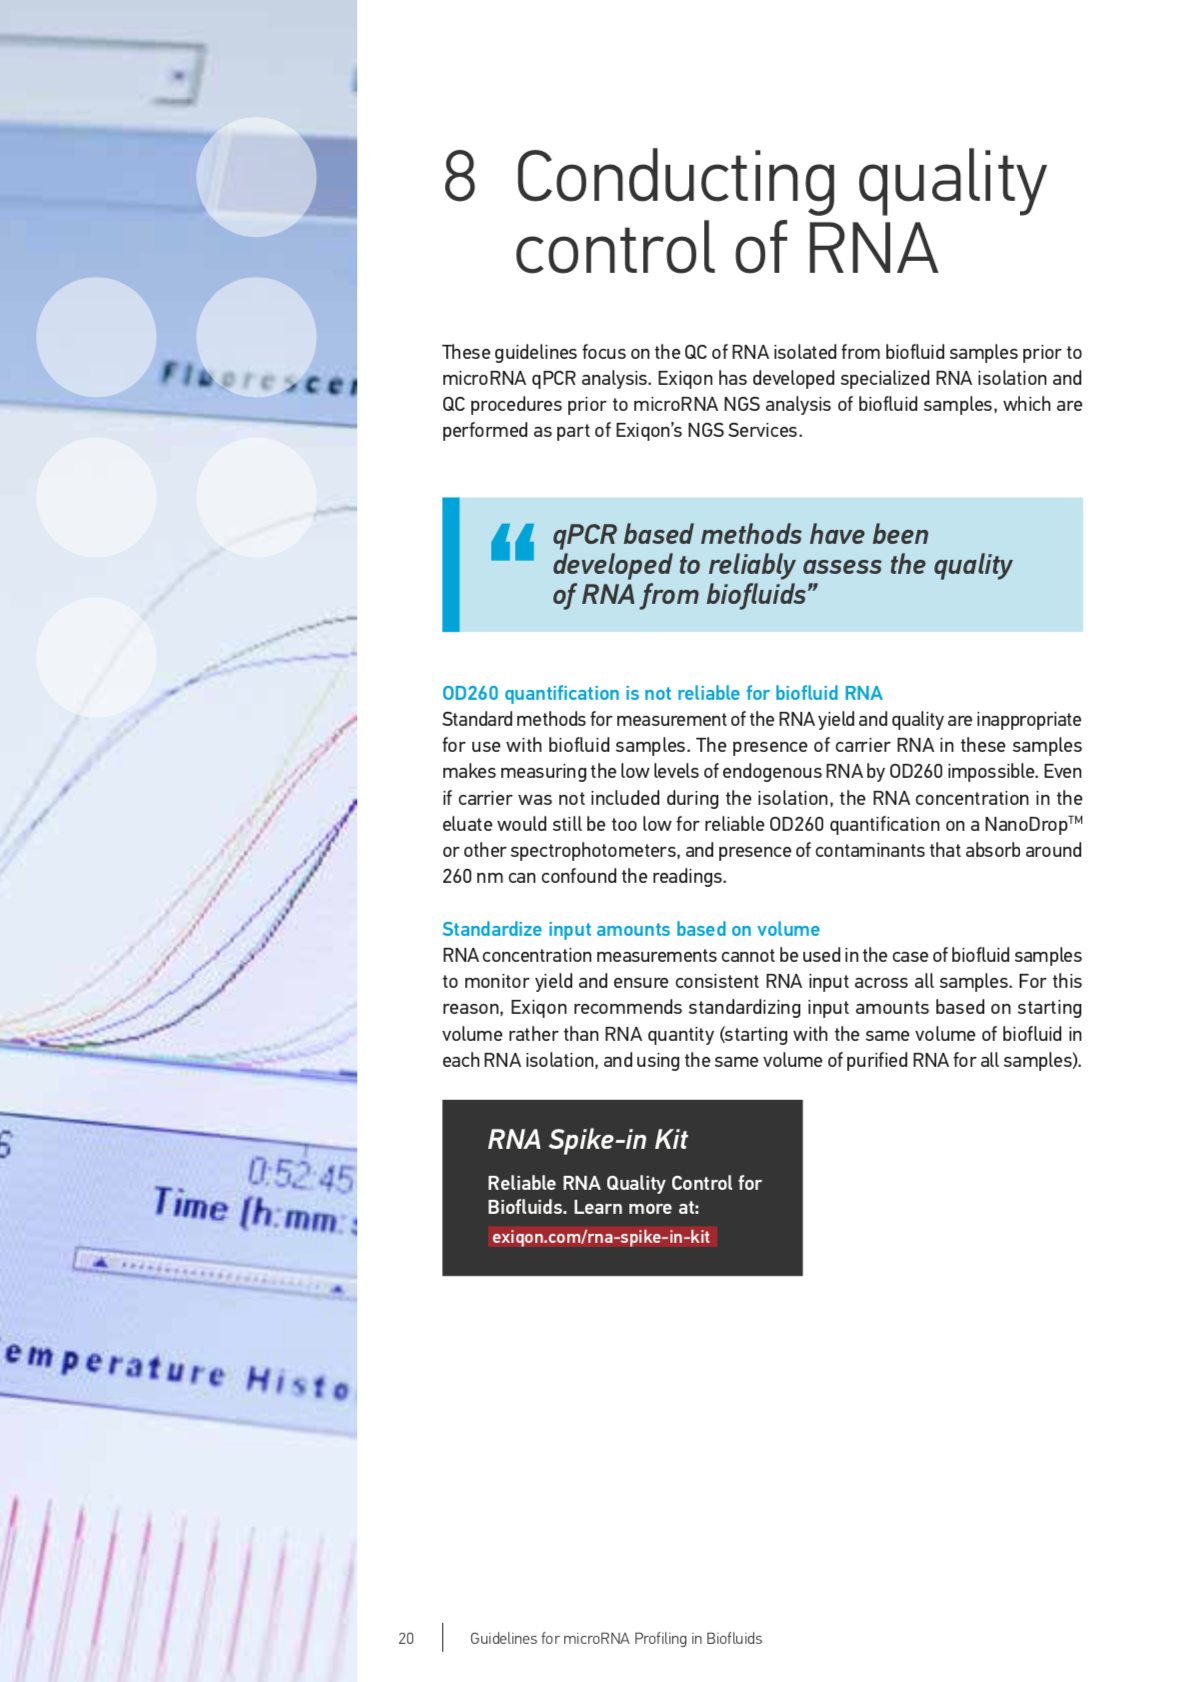 8 Conducting quality
control of RNA
These guidelines focus on the QC of RNA isolated from biofluid samples prior to
microRNA qPCR analysis. Exiqon has developed specialized RNA isolation and
QC procedures prior to microRNA NGS analysis of biofluid samples, which are
performed as part of Exiqon’s NGS Services.
“ qPCR based methods have been
developed to reliably assess the quality
of RNA from biofluids”
OD260 quantification is not reliable for biofluid RNA
Standard methods for measurement of the RNA yield and quality are inappropriate
for use with biofluid samples. The presence of carrier RNA in these samples
makes measuring the low levels of endogenous RNA by OD260 impossible. Even
if carrier was not included during the isolation, the RNA concentration in the
eluate would still be too low for reliable OD260 quantification on a NanoDrop™
or other spectrophotometers, and presence of contaminants that absorb around
260 nm can confound the readings.
Standardize input amounts based on volume
RNA concentration measurements cannot be used in the case of biofluid samples
to monitor yield and ensure consistent RNA input across all samples. For this
reason, Exiqon recommends standardizing input amounts based on starting
volume rather than RNA quantity (starting with the same volume of biofluid in
each RNA isolation, and using the same volume of purified RNA for all samples).
RNA Spike-in Kit
Reliable RNA Quality Control for
Biofluids. Learn more at:
exiqon.com/rna-spike-in-kit
Fluorescen
6
0:52:45
Time (h:mm:s
emperature Histo
20
Guidelines for microRNA Profiling in Biofluids